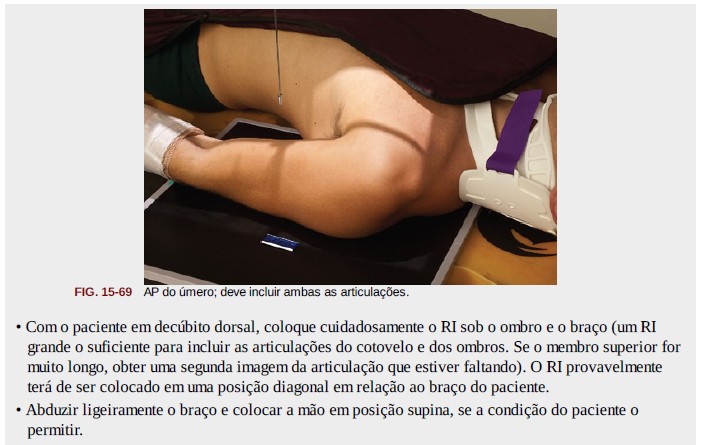 FIG. 15-69 AP do úmero; deve incluir ambas as articulações.
• Com o paciente em decúbito dorsal, coloque cuidadosamente o RI sob o ombro e o braço (um RI
grande o suficiente para incluir as articulações do cotovelo e dos ombros. Se o membro superior for
muito longo, obter uma segunda imagem da articulação que estiver faltando). O RI provavelmente
terá de ser colocado em uma posição diagonal em relação ao braço do paciente.
• Abduzir ligeiramente o braço e colocar a mão em posição supina, se a condição do paciente o
permitir.